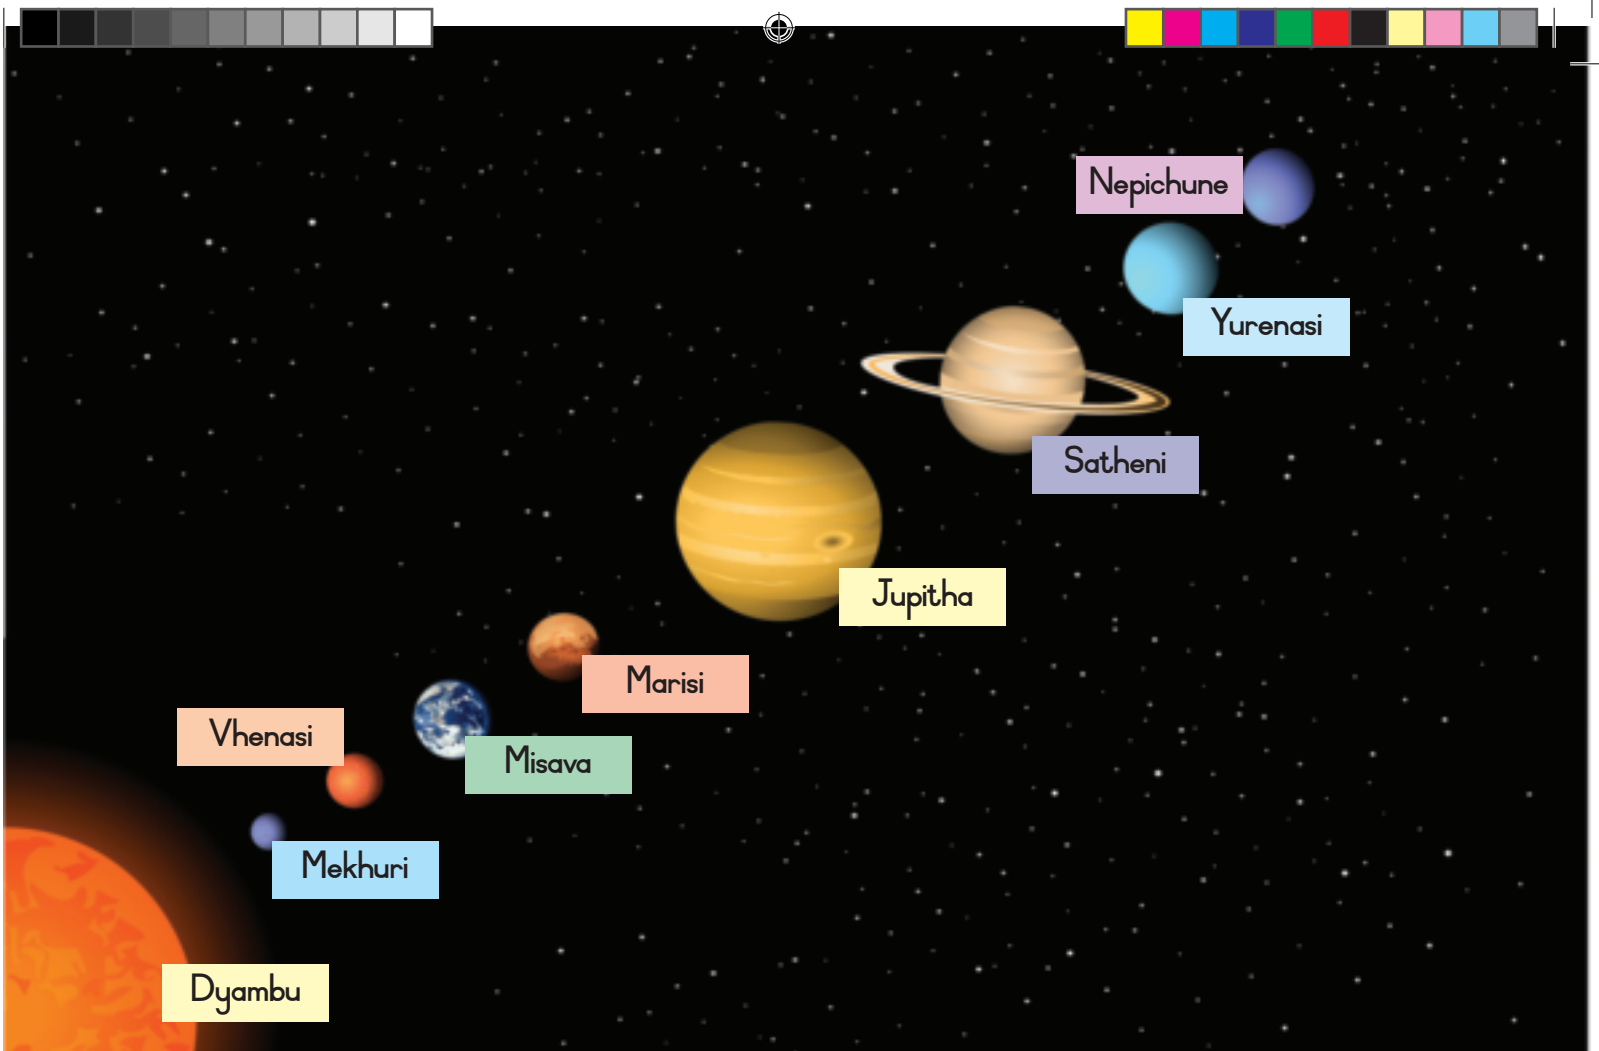 Nepichune
Yurenasi
Satheni
Jupitha
Marisi
Vhenasi
Misava
Mekhuri
Dyambu